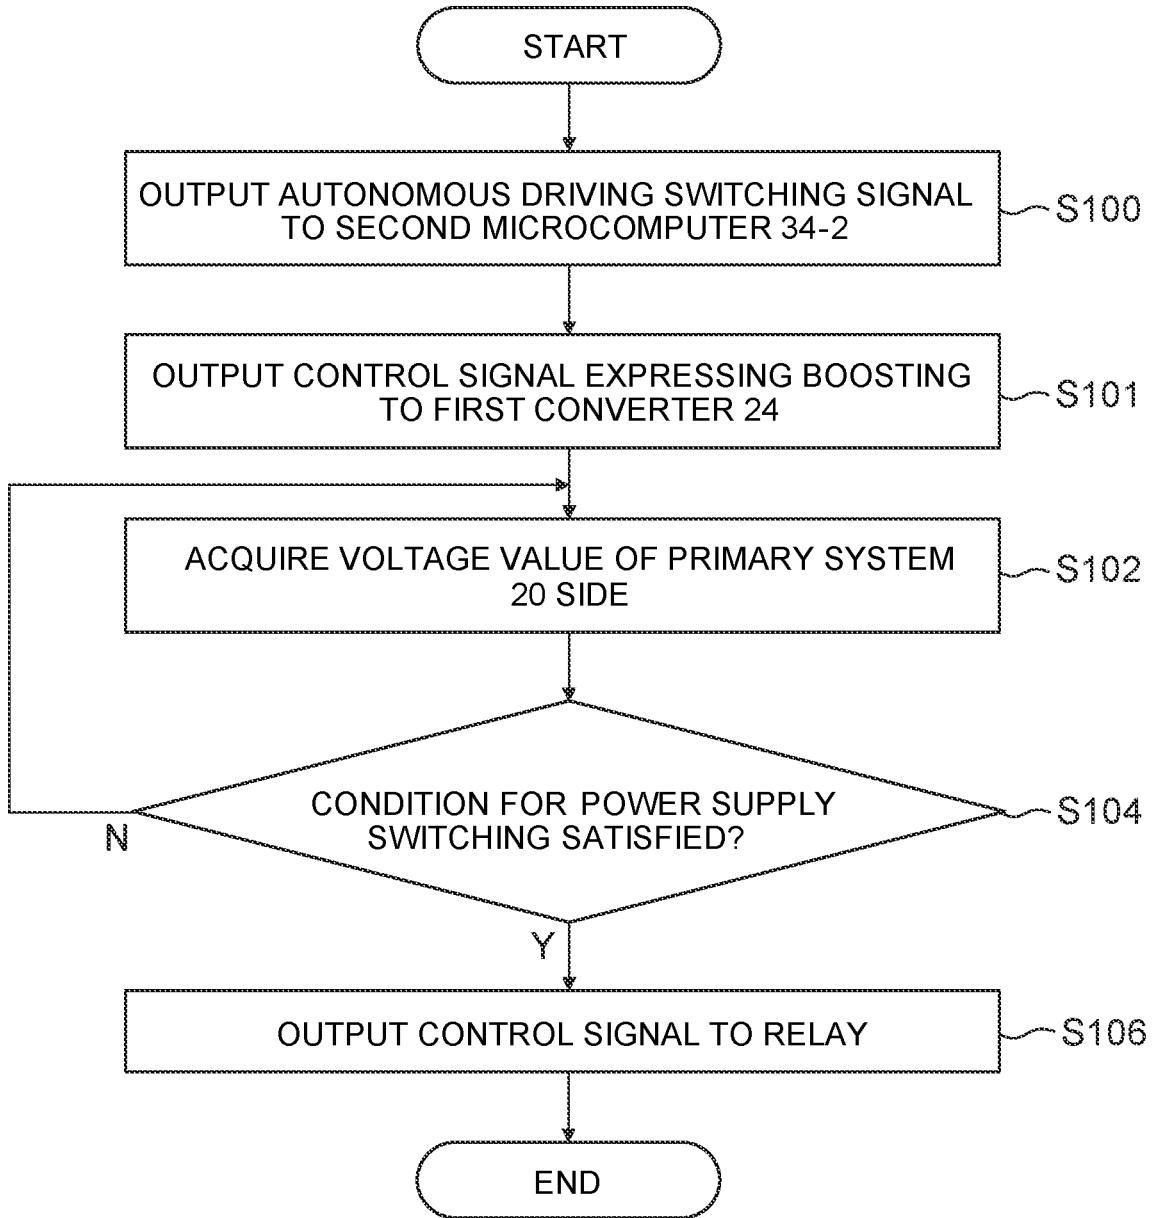 START
OUTPUT AUTONOMOUS DRIVING SWITCHING SIGNAL
TO SECOND MICROCOMPUTER 34-2
S100
OUTPUT CONTROL SIGNAL EXPRESSING BOOSTING
TO FIRST CONVERTER 24
S101
ACQUIRE VOLTAGE VALUE OF PRIMARY SYSTEM
20 SIDE
S102
CONDITION FOR POWER SUPPLY
SWITCHING SATISFIED?
S104
N
Y
OUTPUT CONTROL SIGNAL TO RELAY
S106
END